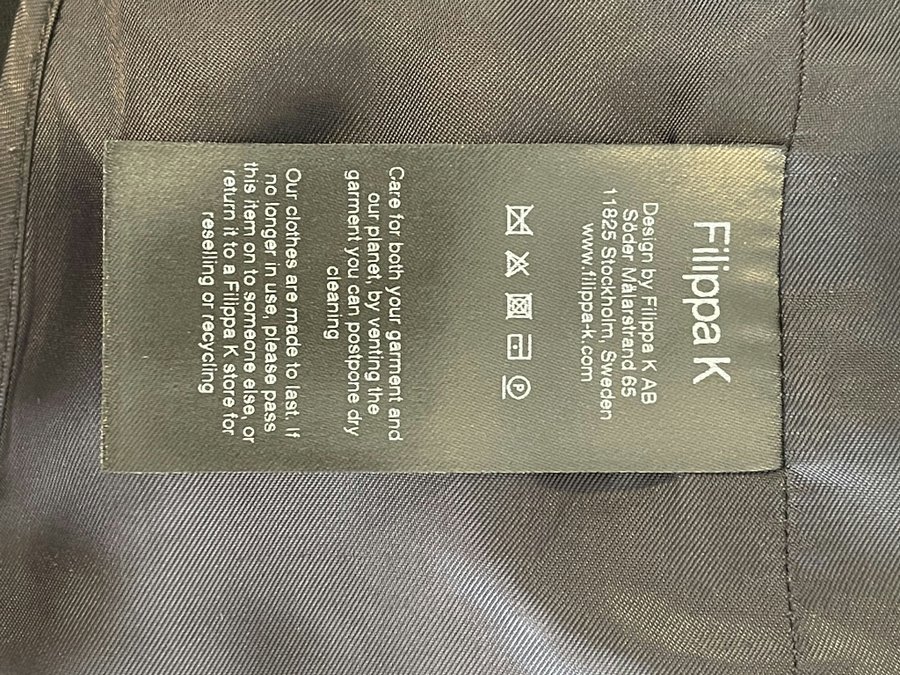 Filippa K
Design by Filippa K AB
Söder Mälarstrand 65
11825 Stockholm, Sweden
www.filippa-k.com
P
Care for both your garment and
our planet, by venting the
garment you can postpone dry
cleaning
Our clothes are made to last. If
no longer in use, please pass
this item on to someone else, or
return it to a Filippa K store for
reselling or recycling